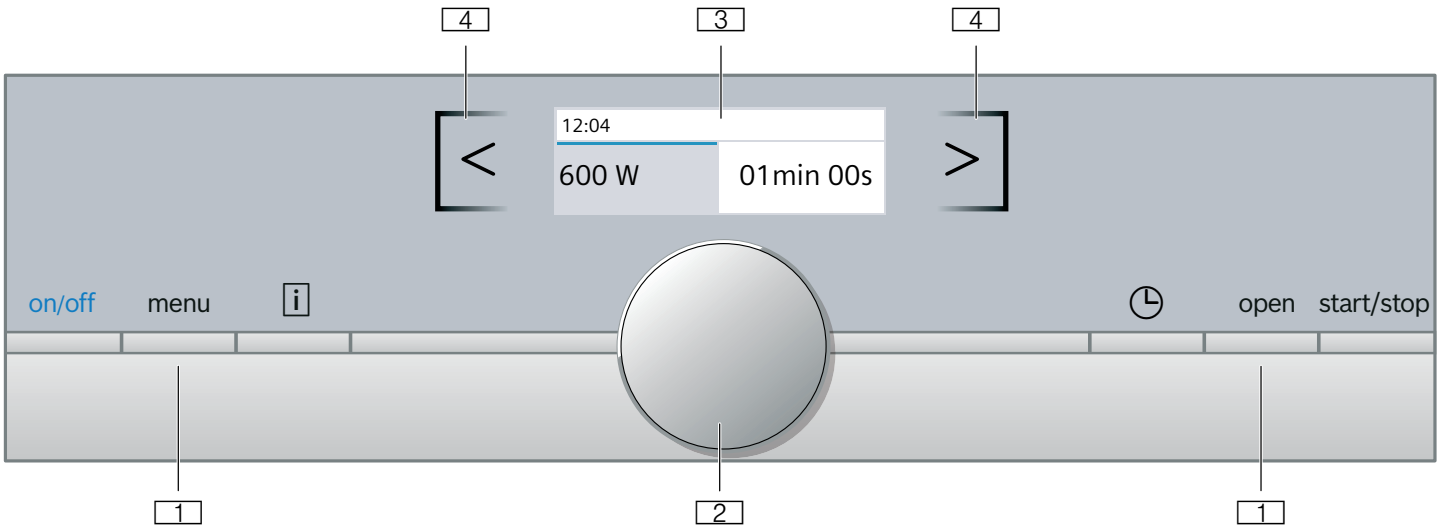 4 3 4
12:04
< 600 W 01min 00s >
on/off menu i open start/stop
1 2 1